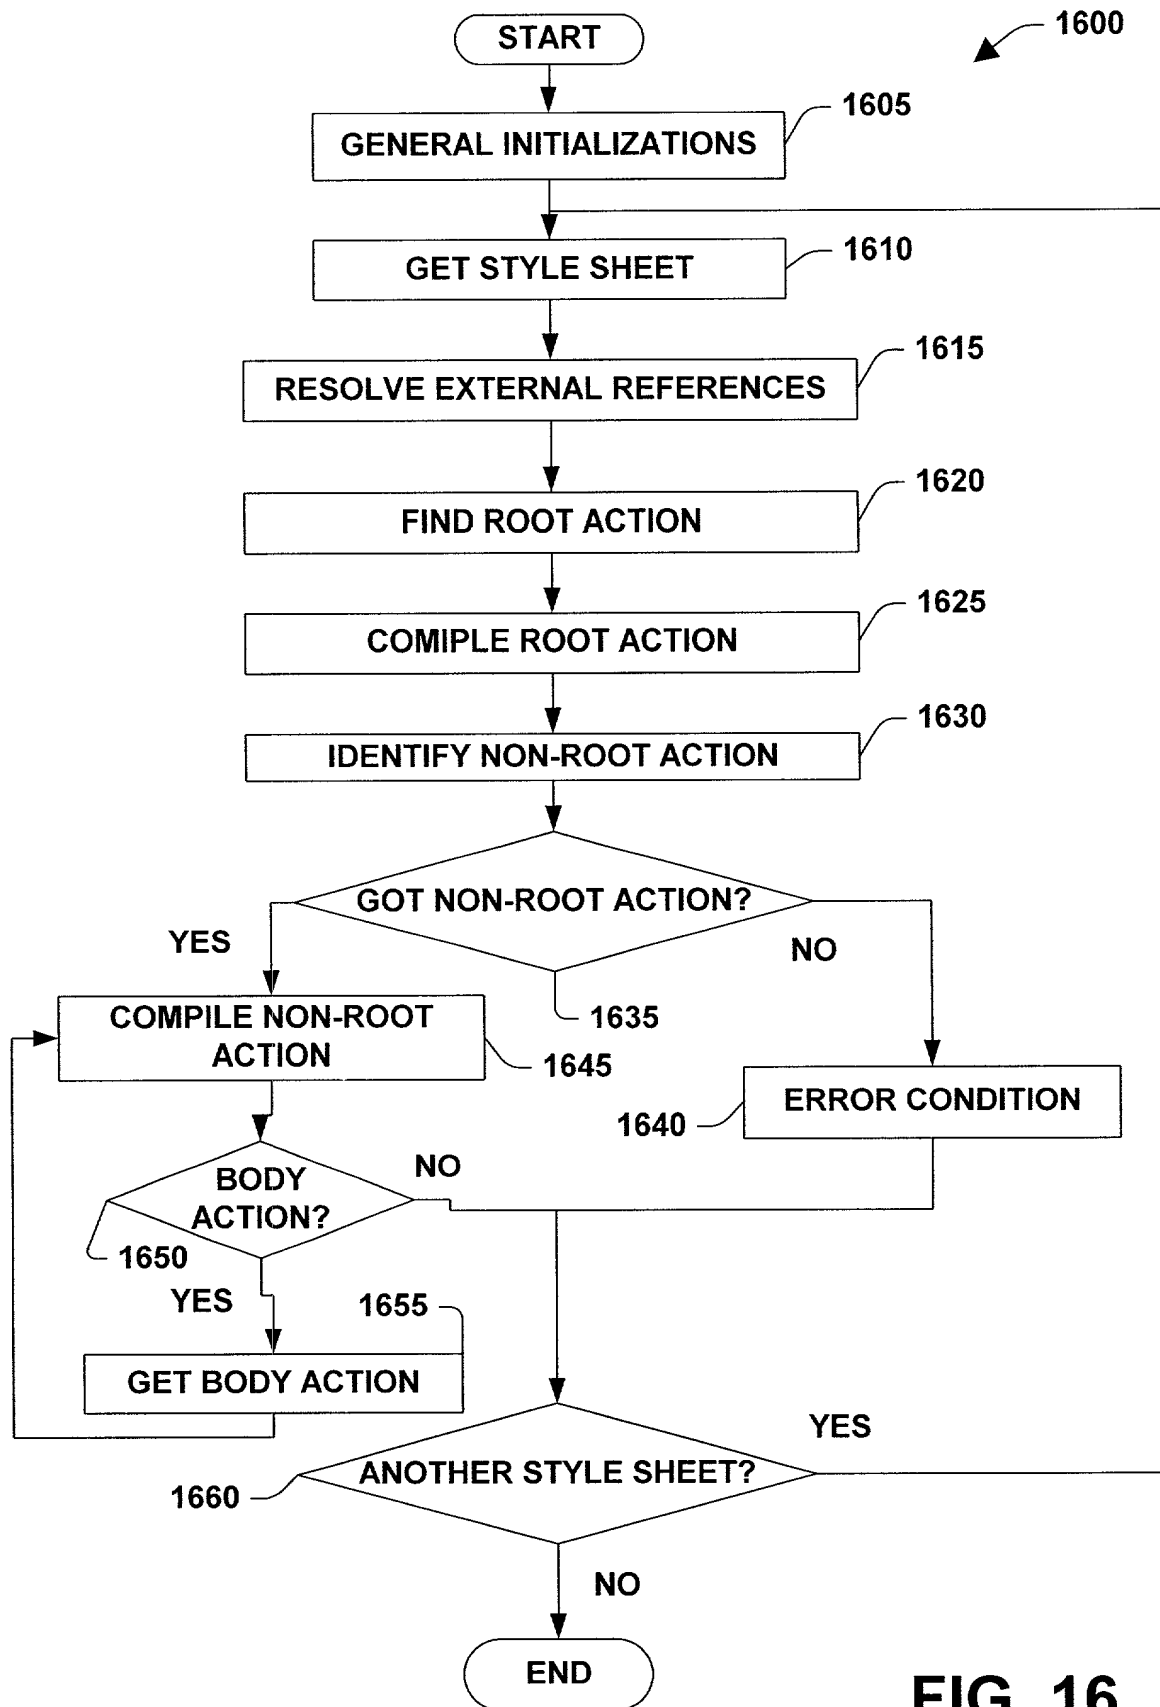 START
1600
1605
GENERAL INITIALIZATIONS
1610
GET STYLE SHEET
1615
RESOLVE EXTERNAL REFERENCES
1620
FIND ROOT ACTION
1625
COMIPLE ROOT ACTION
1630
IDENTIFY NON-ROOT ACTION
GOT NON-ROOT ACTION?
YES
NO
1635
COMPILE NON-ROOT
ACTION
1645
ERROR CONDITION
1640
BODY
ACTION?
NO
1650
YES
1655
GET BODY ACTION
YES
ANOTHER STYLE SHEET?
1660
NO
END
FIG. 16